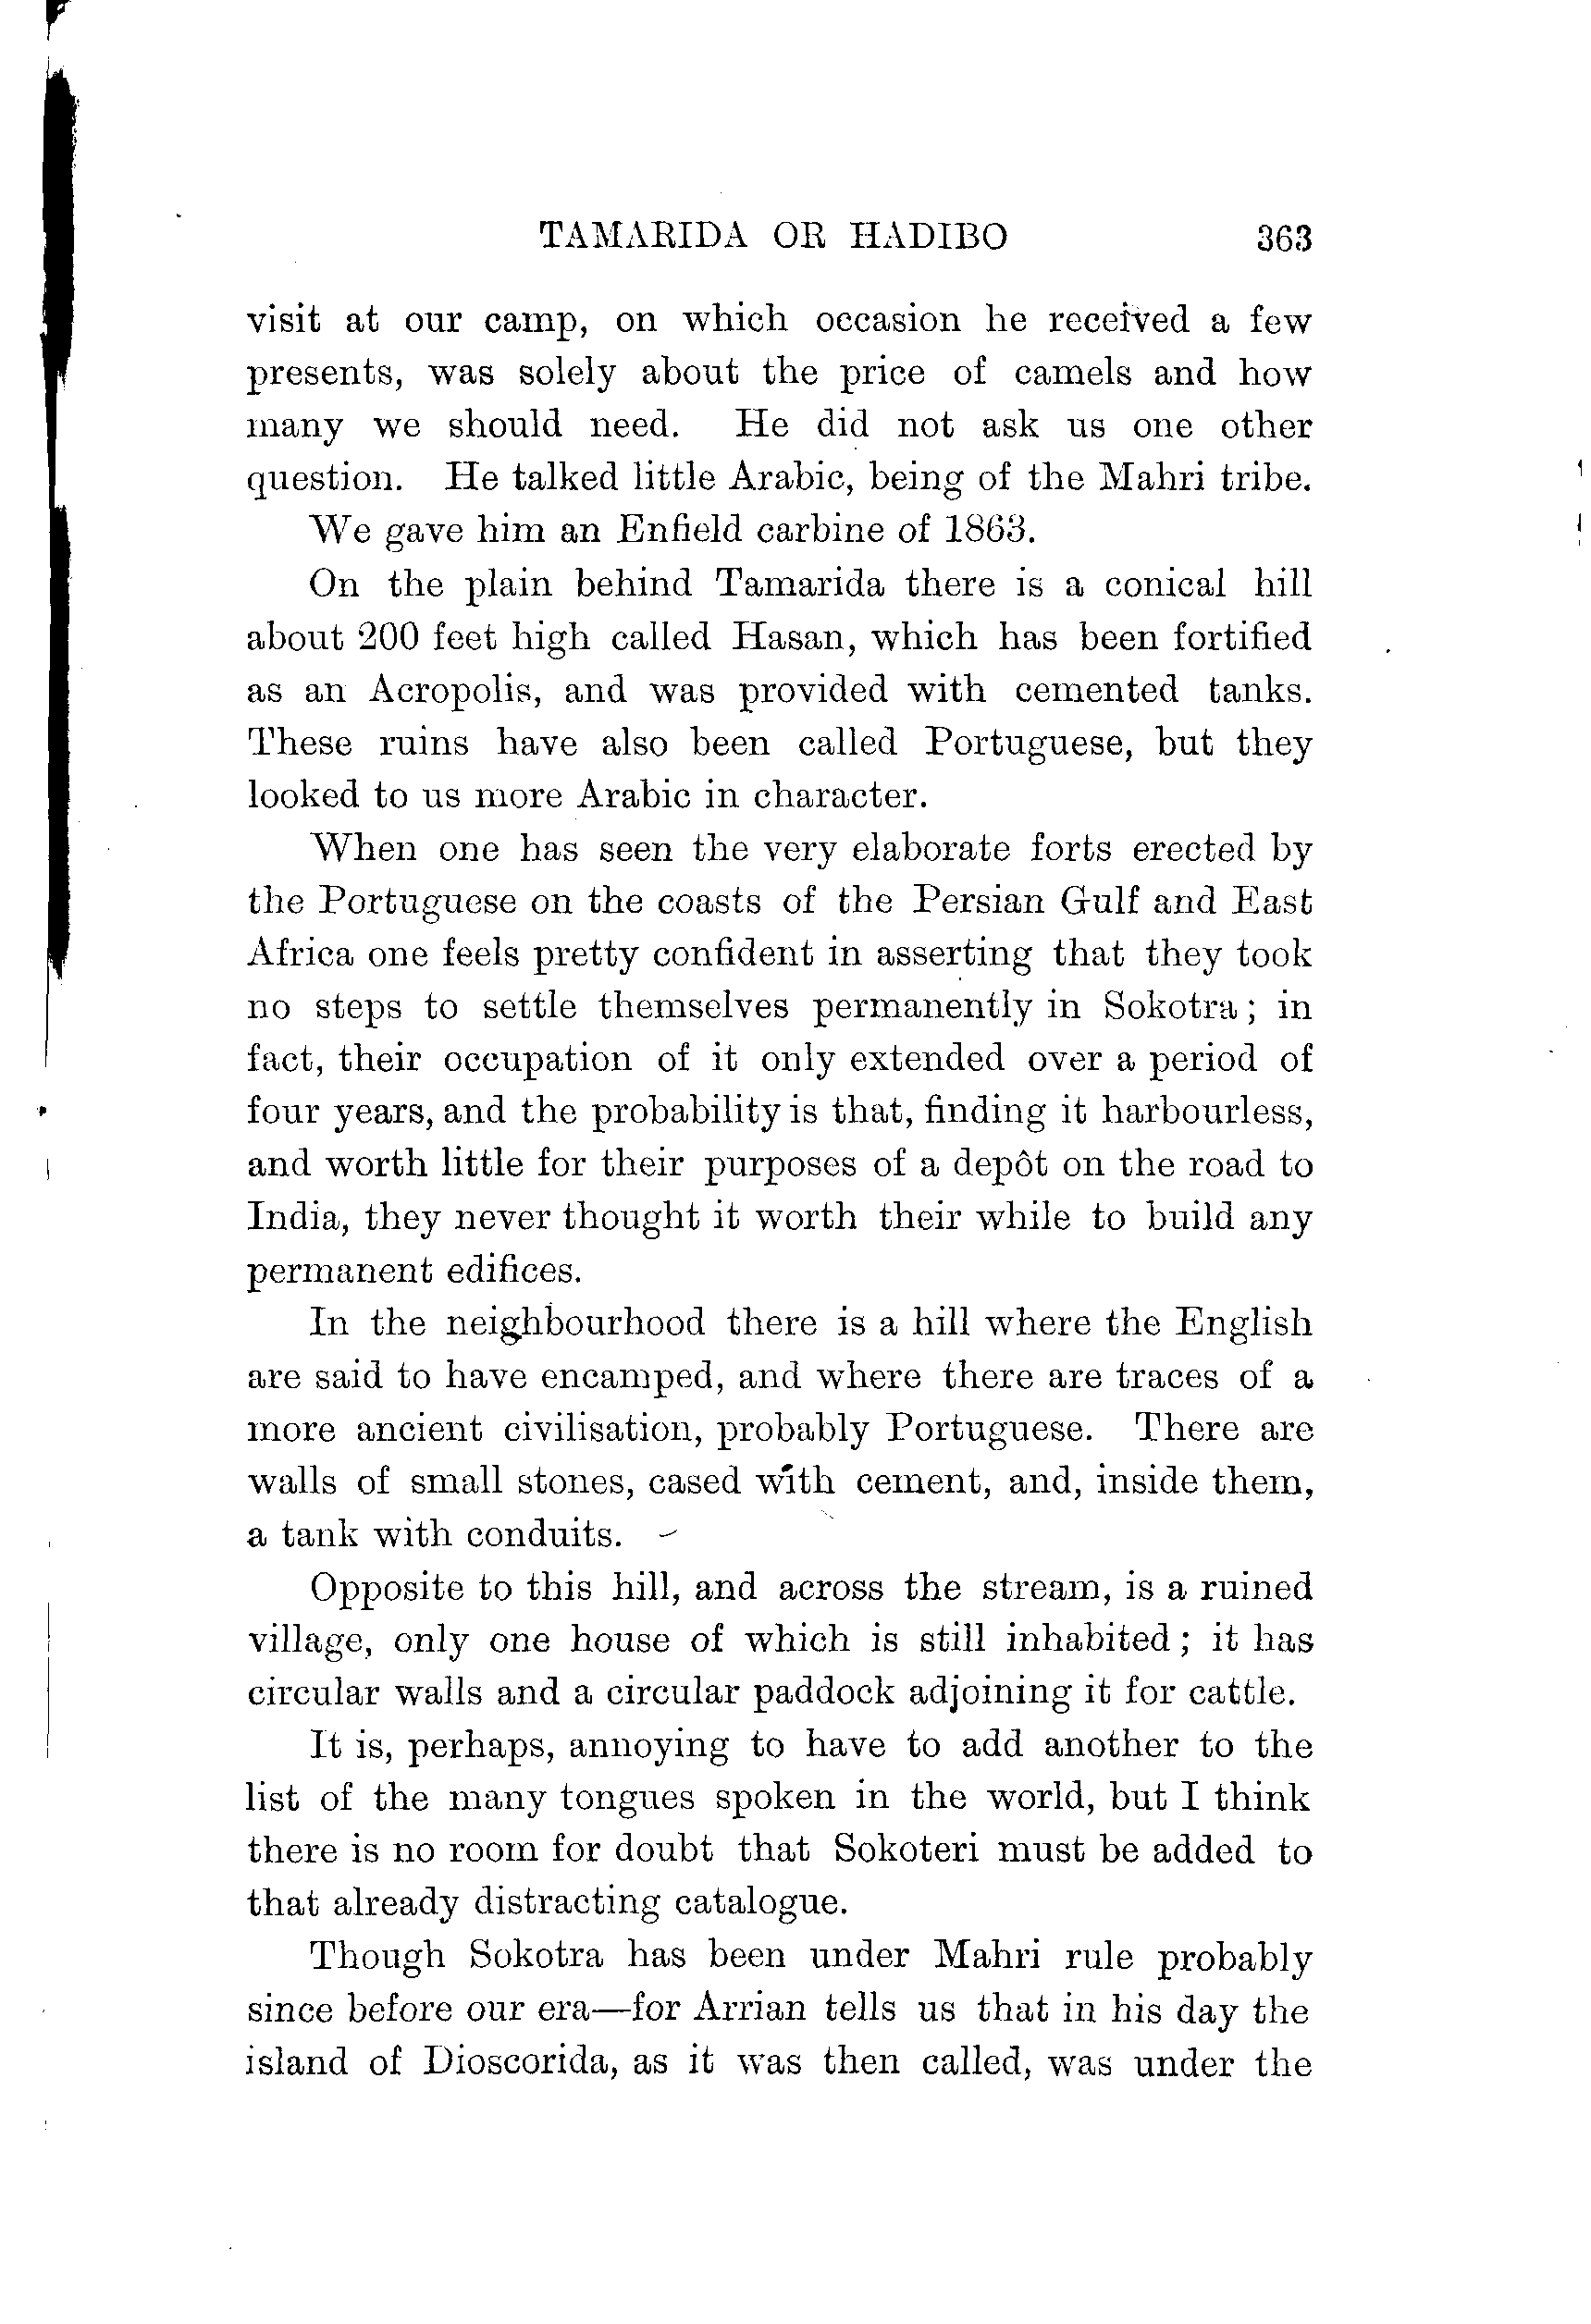 TAMARIDA OR HADIBO 363
visit at our camp, on which occasion he received a few
presents, was solely about the price of camels and how
many we should need. He did not ask us one other
question. He talked little Arabic, being of the Mahri tribe.
We gave him an Enfield carbine of 1863.
On the plain behind Tamarida there is a conical hill
about 200 feet high called Hasan, which has been fortified
as an Acropolis, and was provided with cemented tanks.
These ruins have also been called Portuguese, but they
looked to us more Arabic in character.
When one has seen the very elaborate forts erected by
the Portuguese on the coasts of the Persian Gulf and East
Africa one feels pretty confident in asserting that they took
no steps to settle themselves permanently in Sokotra; in
fact, their occupation of it only extended over a period of
four years, and the probability is that, finding it harbourless,
and worth little for their purposes of a depôt on the road to
India, they never thought it worth their while to build any
permanent edifices.
In the neighbourhood there is a hill where the English
are said to have encamped, and where there are traces of a
more ancient civilisation, probably Portuguese. There are
walls of small stones, cased with cement, and, inside them,
a tank with conduits.
Opposite to this hill, and across the stream, is a ruined
village, only one house of which is still inhabited; it has
circular walls and a circular paddock adjoining it for cattle.
It is, perhaps, annoying to have to add another to the
list of the many tongues spoken in the world, but I think
there is no room for doubt that Sokoteri must be added to
that already distracting catalogue.
Though Sokotra has been under Mahri rule probably
since before our era—for Arrian tells us that in his day the
island of Dioscorida, as it was then called, was under the